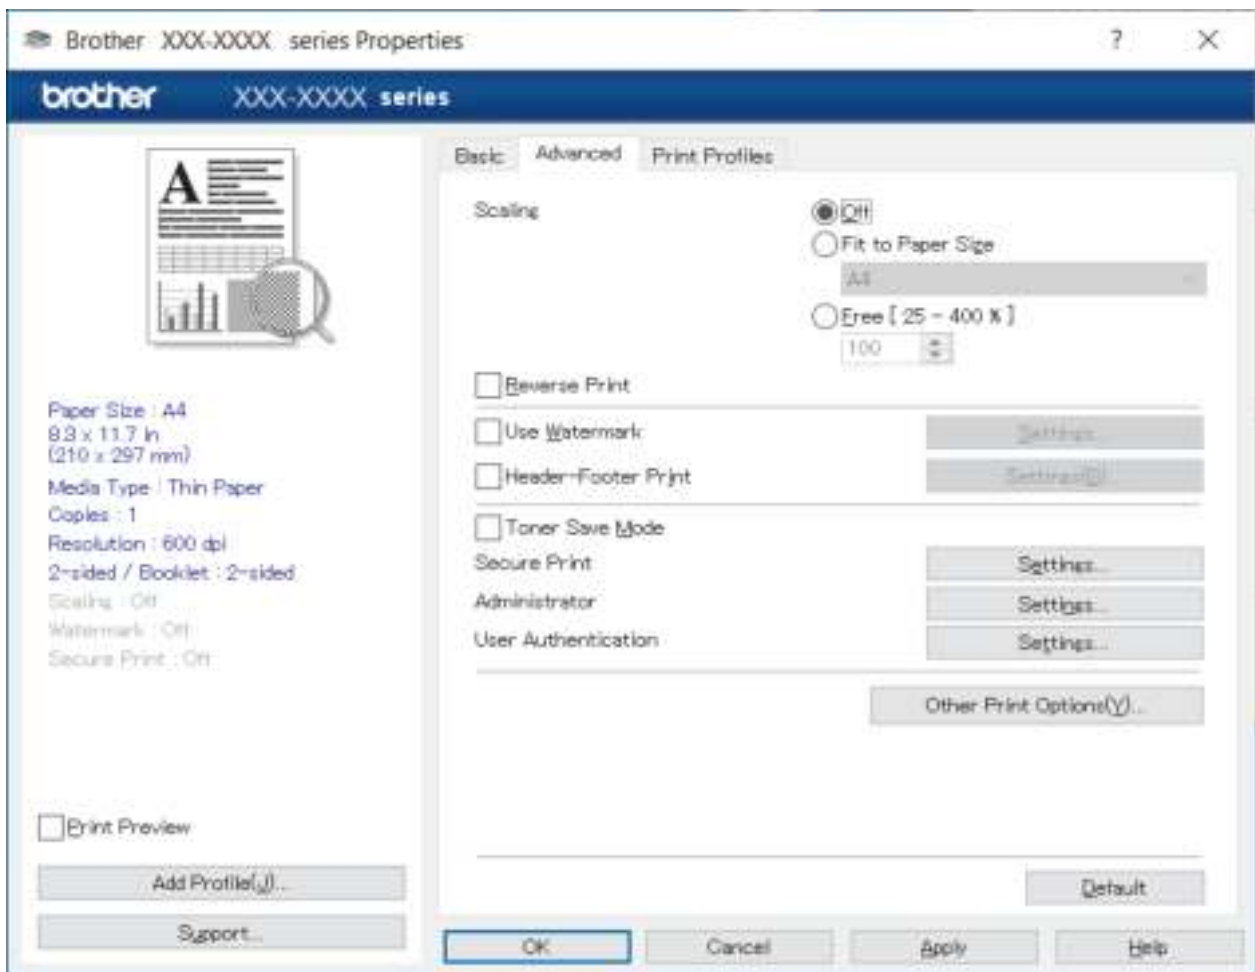 Brother XXX-XXXX series Properties
brother XXX-XXXX series
A
Paper Size : A4
8.3 x 11.7 in
(210 x 297 mm)
Media Type : Thin Paper
Copies : 1
Resolution : 600 dpi
2-sided / Booklet : 2-sided
Scaling : Off
Watermark : Off
Secure Print : Off
Print Preview
Add Profile(J)...
Support...
Basic Advanced Print Profiles
Scaling
Off
Fit to Paper Size
A4
Free [ 25 - 400 % ]
100
Reverse Print
Use Watermark Settings...
Header-Footer Print Settings(B)...
Toner Save Mode
Secure Print Settings...
Administrator Settings...
User Authentication Settings...
Other Print Options(Y)...
Default
OK Cancel Apply Help